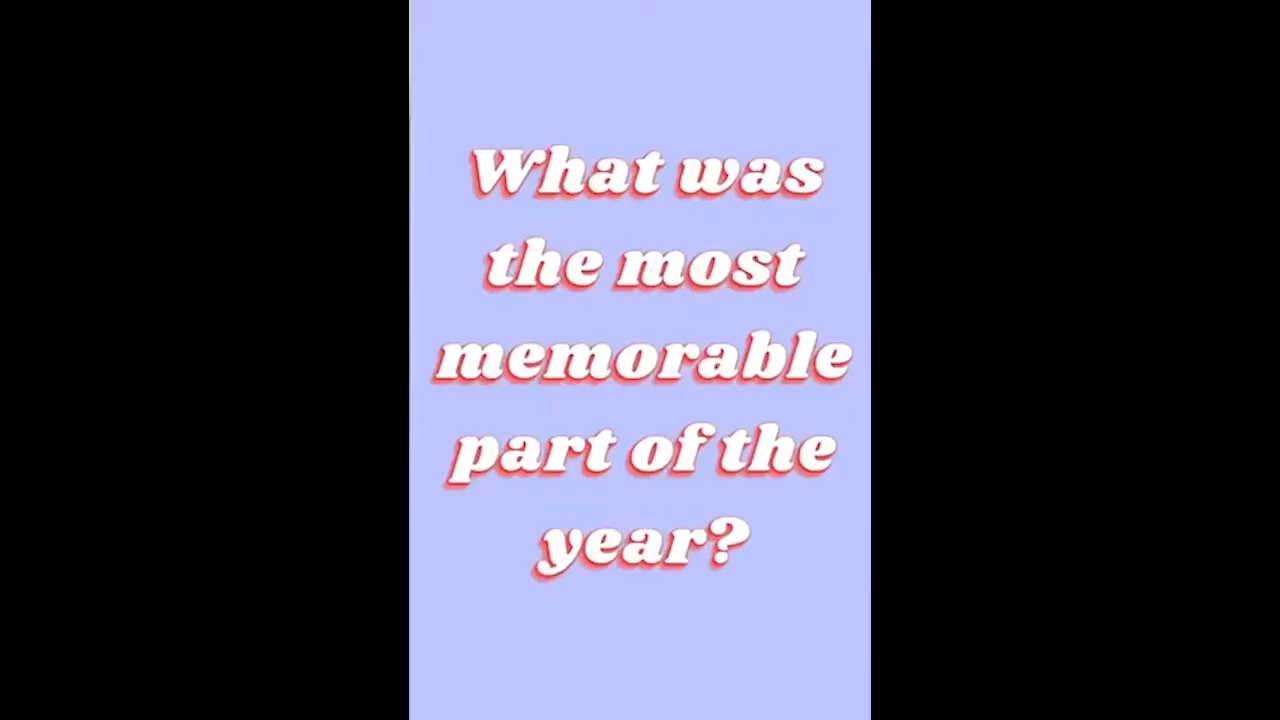 What was
the most
memorable
part of the
year?